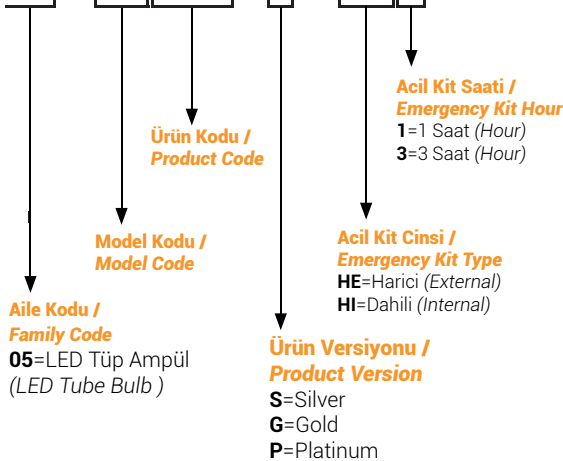 Acil Kit Saati /
Emergency Kit Hour
1=1 Saat (Hour)
3=3 Saat (Hour)
Ürün Kodu /
Product Code
Model Kodu /
Model Code
Acil Kit Cinsi /
Emergency Kit Type
HE=Harici (External)
HI=Dahili (Internal)
Aile Kodu /
Family Code
05=LED Tüp Ampül
(LED Tube Bulb )
Ürün Versiyonu /
Product Version
S=Silver
G=Gold
P=Platinum